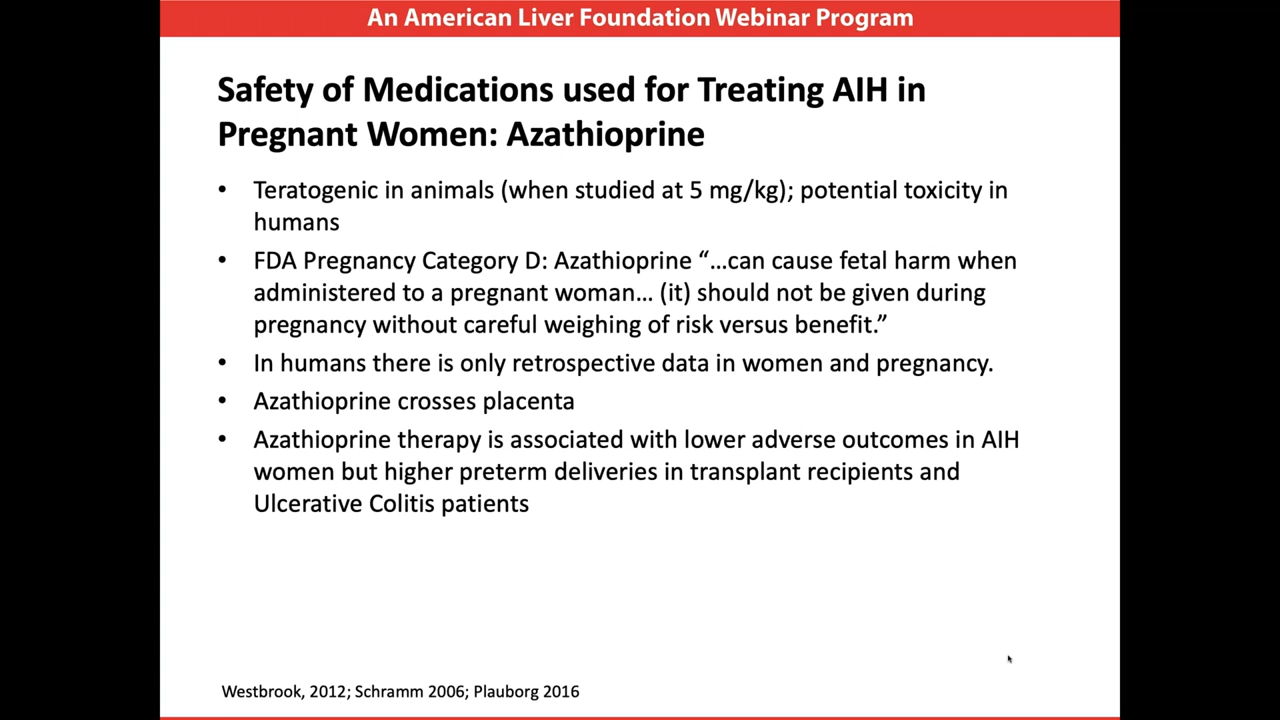 An American Liver Foundation Webinar Program
Safety of Medications used for Treating AIH in
Pregnant Women: Azathioprine
• Teratogenic in animals (when studied at 5 mg/kg); potential toxicity in
humans
• FDA Pregnancy Category D: Azathioprine “…can cause fetal harm when
administered to a pregnant woman… (it) should not be given during
pregnancy without careful weighing of risk versus benefit.”
• In humans there is only retrospective data in women and pregnancy.
• Azathioprine crosses placenta
• Azathioprine therapy is associated with lower adverse outcomes in AIH
women but higher preterm deliveries in transplant recipients and
Ulcerative Colitis patients
Westbrook, 2012; Schramm 2006; Plauborg 2016